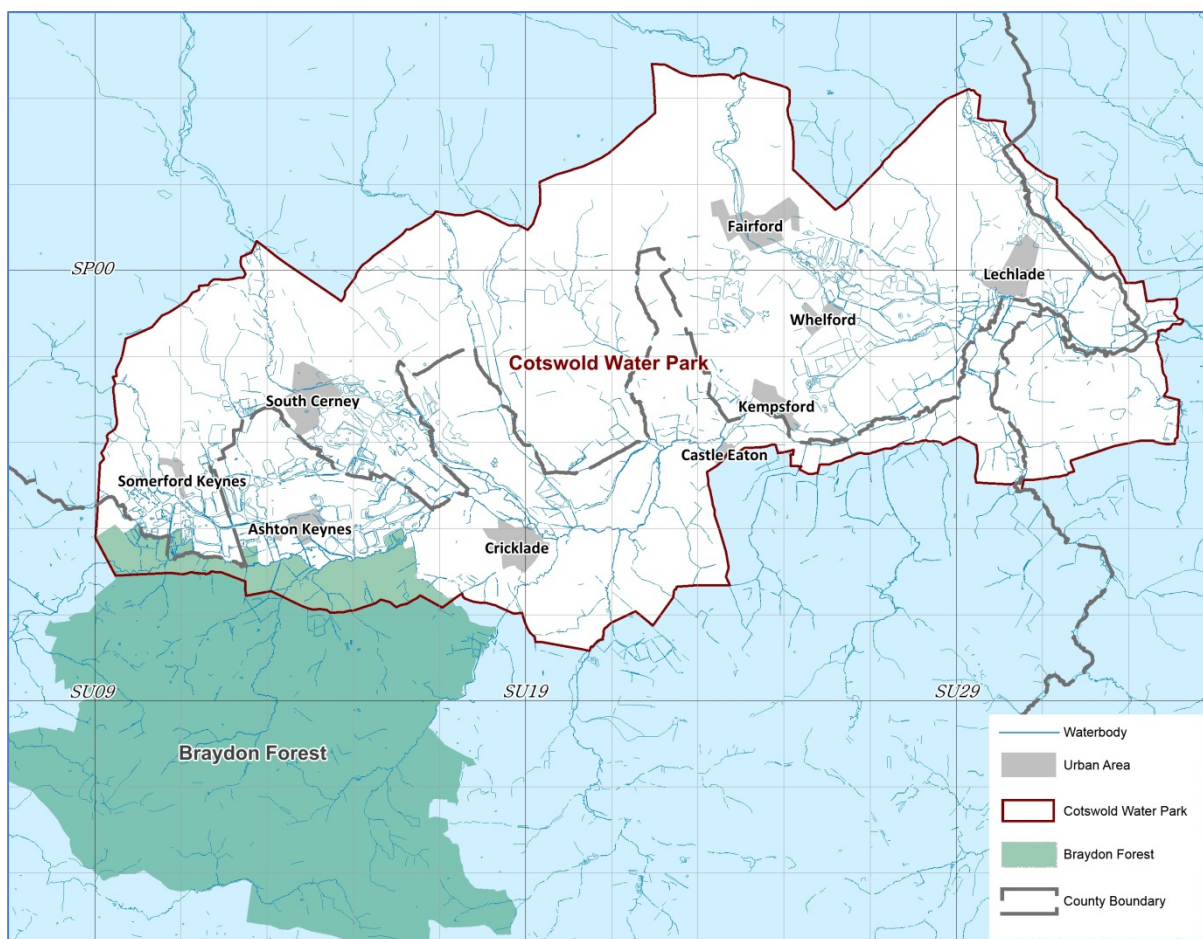 Fairford
SP00
Lechlade
Whelford
Cotswold Water Park
South Cerney
Kempsford
Castle Eaton
Somerford Keynes
Ashton Keynes
Cricklade
SU09
SU19
SU29
Braydon Forest
Waterbody
Urban Area
Cotswold Water Park
Braydon Forest
County Boundary